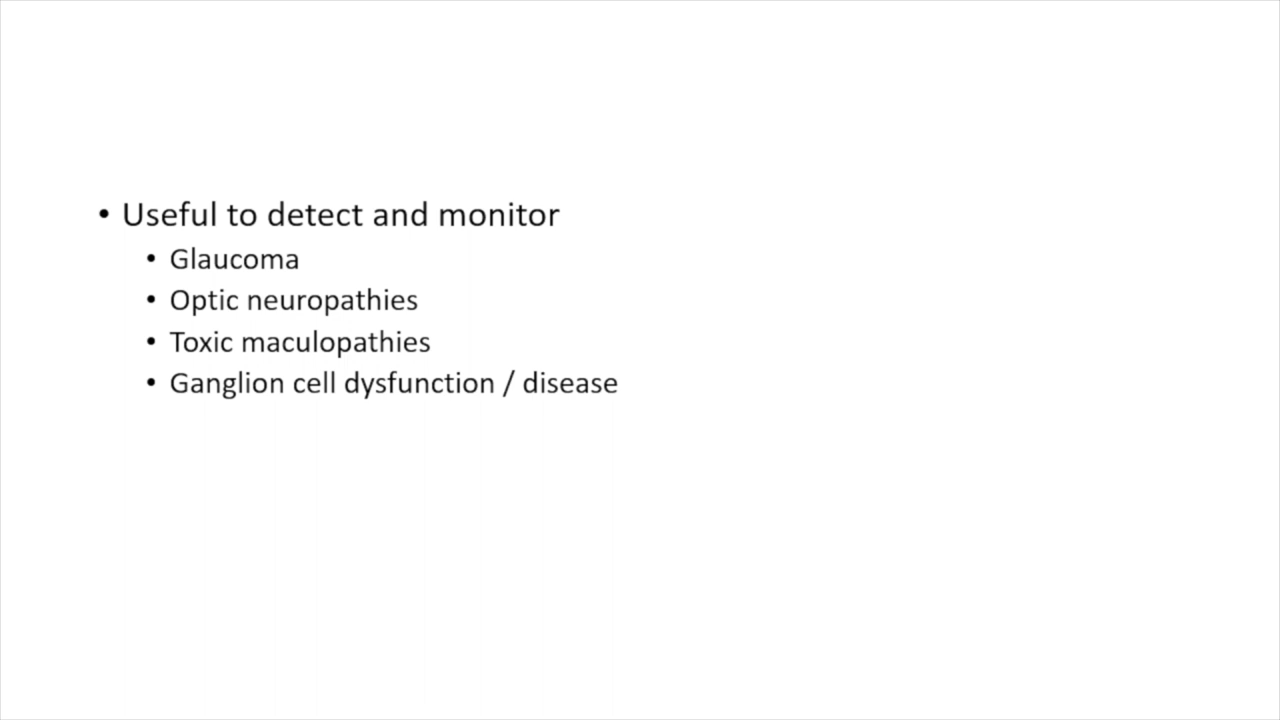 • Useful to detect and monitor
• Glaucoma
• Optic neuropathies
• Toxic maculopathies
• Ganglion cell dysfunction / disease